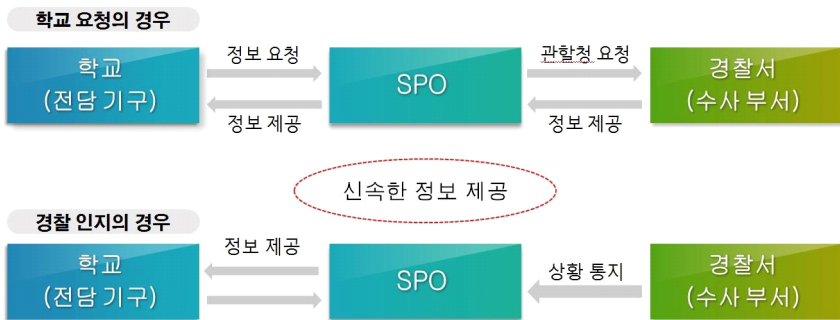 학교 요청의 경우
학교
(전담 기구)
정보 요청
정보 제공
SPO
관할청 요청
정보 제공
경찰서
(수사 부서)
신속한 정보 제공
경찰 인지의 경우
학교
(전담 기구)
정보 제공
SPO
상황 통지
경찰서
(수사 부서)